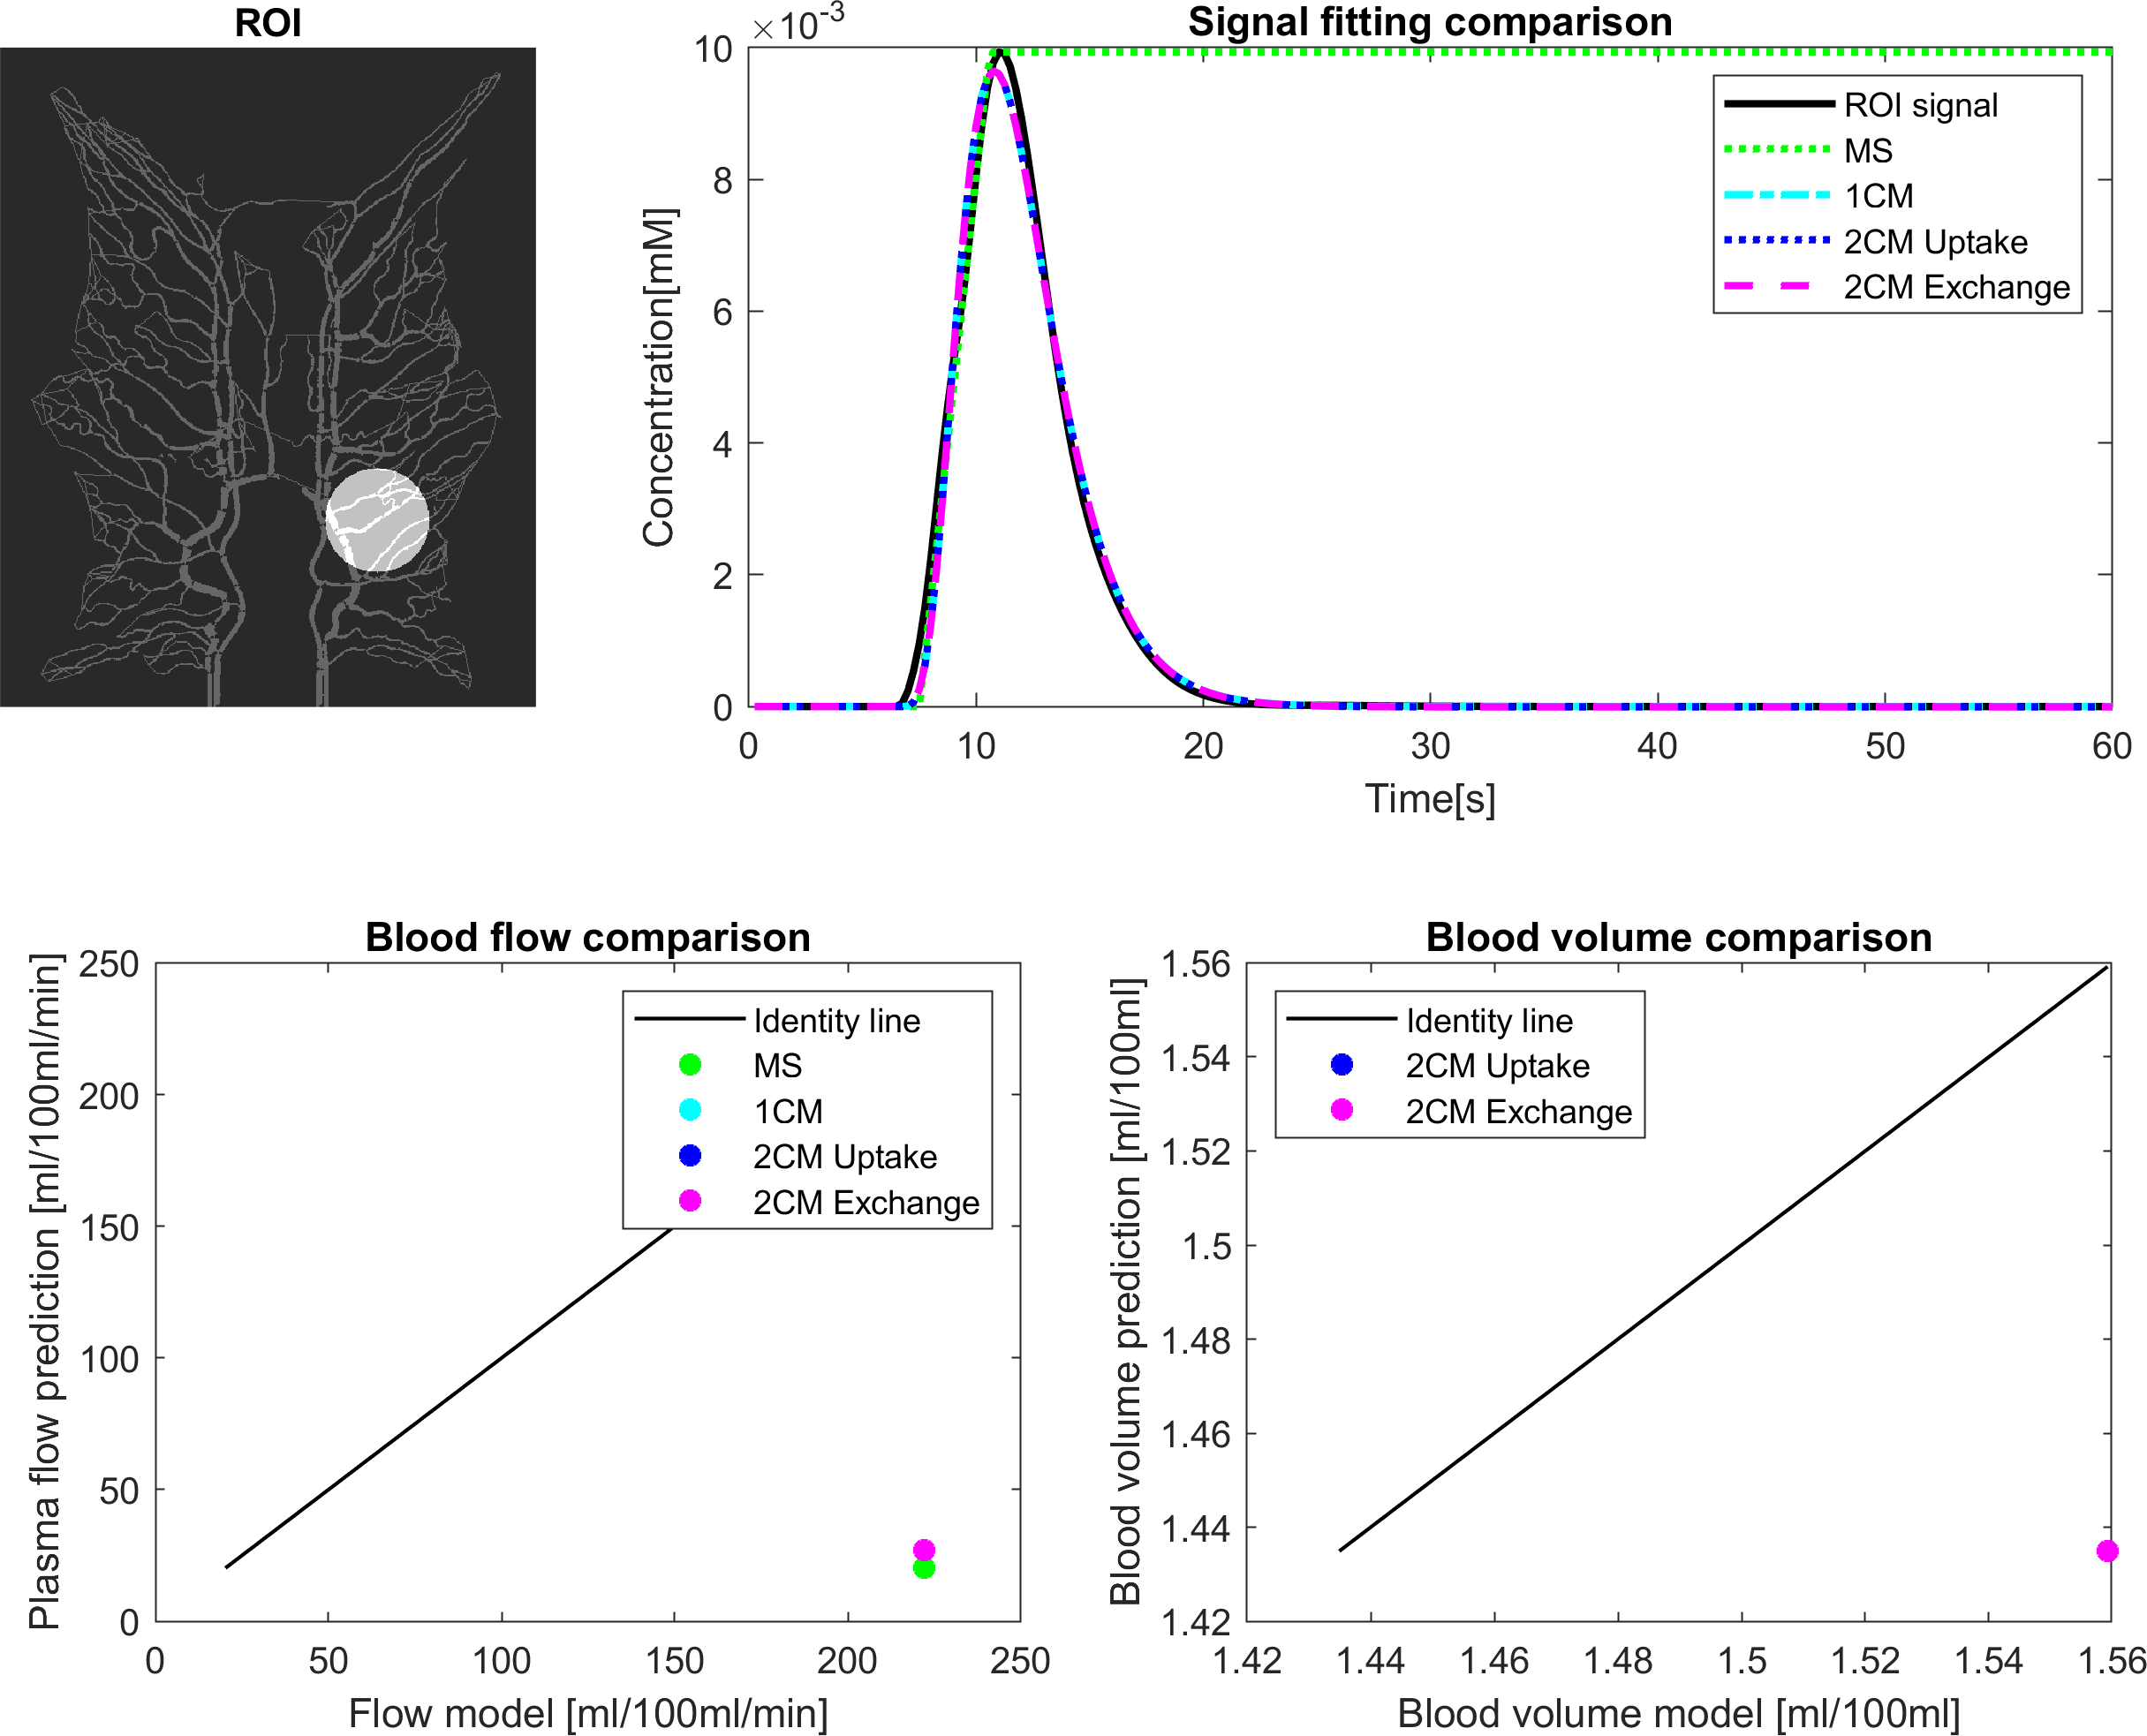 ROI
Signal fitting comparison
×10-3
10
8
6
4
2
0
Concentration[mM]
0 10 20 30 40 50 60
Time[s]
ROI signal
MS
1CM
2CM Uptake
2CM Exchange
Blood flow comparison
250
200
150
100
50
0
Plasma flow prediction [ml/100ml/min]
0 50 100 150 200 250
Flow model [ml/100ml/min]
Identity line
MS
1CM
2CM Uptake
2CM Exchange
Blood volume comparison
1.56
1.54
1.52
1.5
1.48
1.46
1.44
1.42
Blood volume prediction [ml/100ml]
1.42 1.44 1.46 1.48 1.5 1.52 1.54 1.56
Blood volume model [ml/100ml]
Identity line
2CM Uptake
2CM Exchange